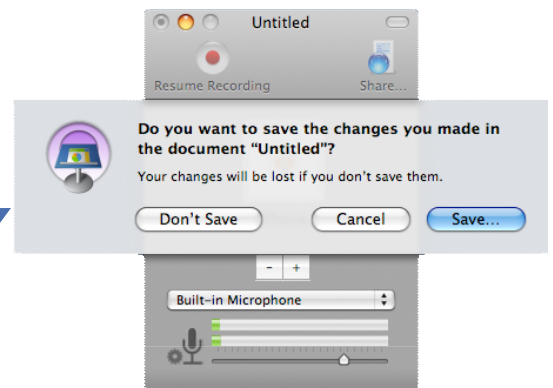 Untitled
Resume Recording
Share...
Do you want to save the changes you made in
the document “Untitled”?
Your changes will be lost if you don’t save them.
Don’t Save
Cancel
Save...
- +
Built-in Microphone